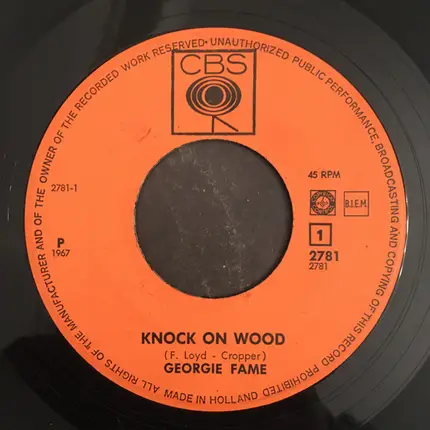 ALL RIGHTS OF THE MANUFACTURER AND OF THE OWNER OF THE RECORDED WORK RESERVED • UNAUTHORIZED PUBLIC PERFORMANCE, BROADCASTING AND COPYING OF THIS RECORD PROHIBITED
CBS
2781-1
45 RPM
B.I.E.M.
P
1967
1
2781
2781
KNOCK ON WOOD
(F. Loyd - Cropper)
GEORGIE FAME
MADE IN HOLLAND